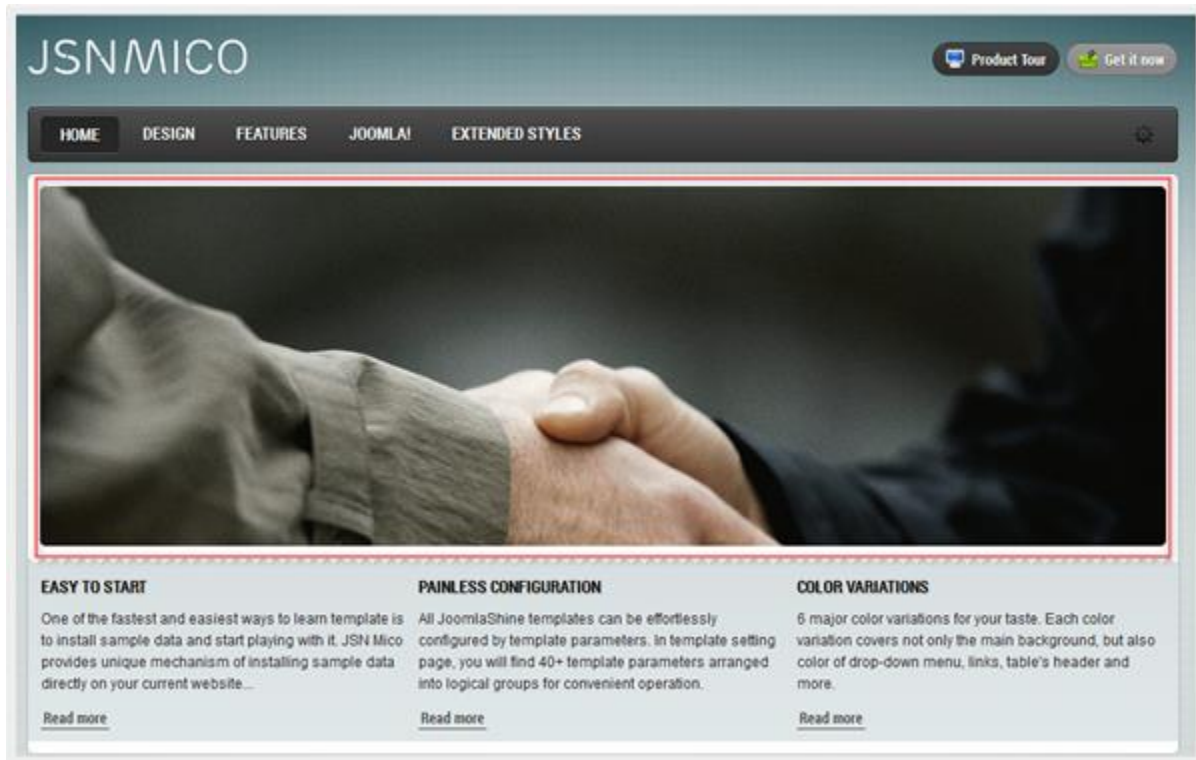 JSNMICO
Product Tour
Get it now
HOME DESIGN FEATURES JOOMLA! EXTENDED STYLES
EASY TO START
One of the fastest and easiest ways to learn template is
to install sample data and start playing with it. JSN Mico
provides unique mechanism of installing sample data
directly on your current website...
Read more
PAINLESS CONFIGURATION
All JoomlaShine templates can be effortlessly
configured by template parameters. In template setting
page, you will find 40+ template parameters arranged
into logical groups for convenient operation.
Read more
COLOR VARIATIONS
6 major color variations for your taste. Each color
variation covers not only the main background, but also
color of drop-down menu, links, table's header and
more.
Read more